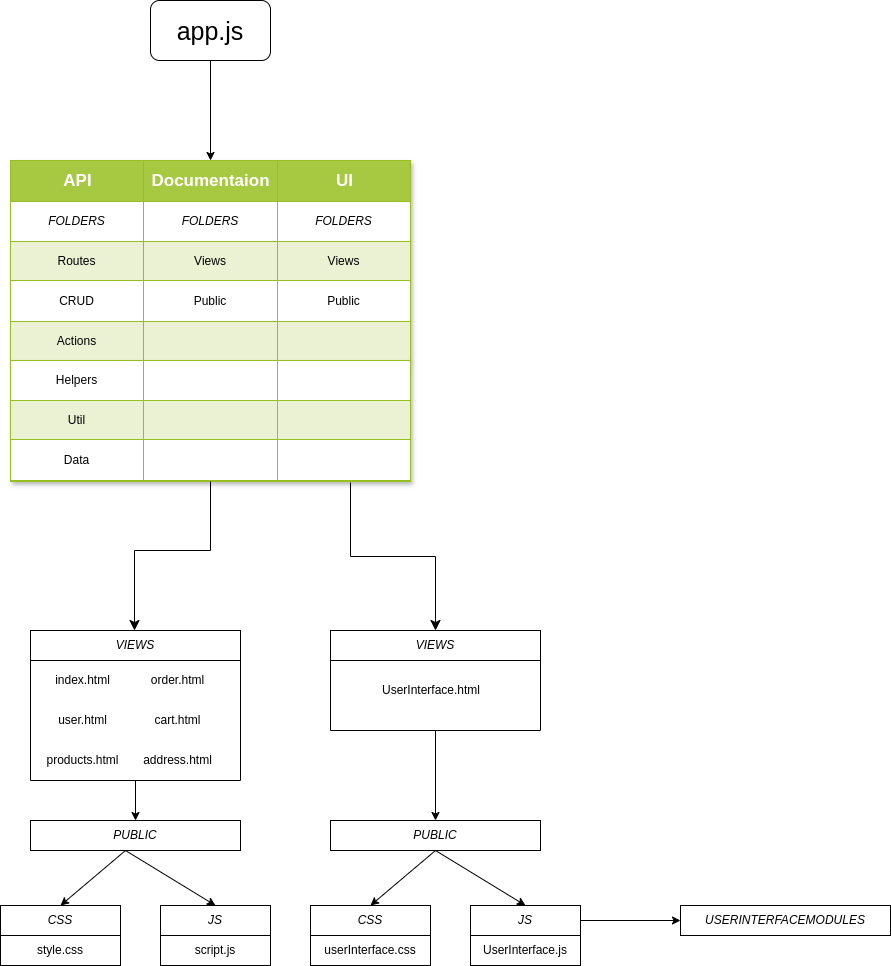 app.js
API Documentaion UI
FOLDERS FOLDERS FOLDERS
Routes Views Views
CRUD Public Public
Actions
Helpers
Util
Data
VIEWS
index.html order.html
user.html cart.html
products.html address.html
VIEWS
UserInterface.html
PUBLIC
PUBLIC
CSS
style.css
JS
script.js
CSS
userInterface.css
JS
UserInterface.js
USERINTERFACEMODULES